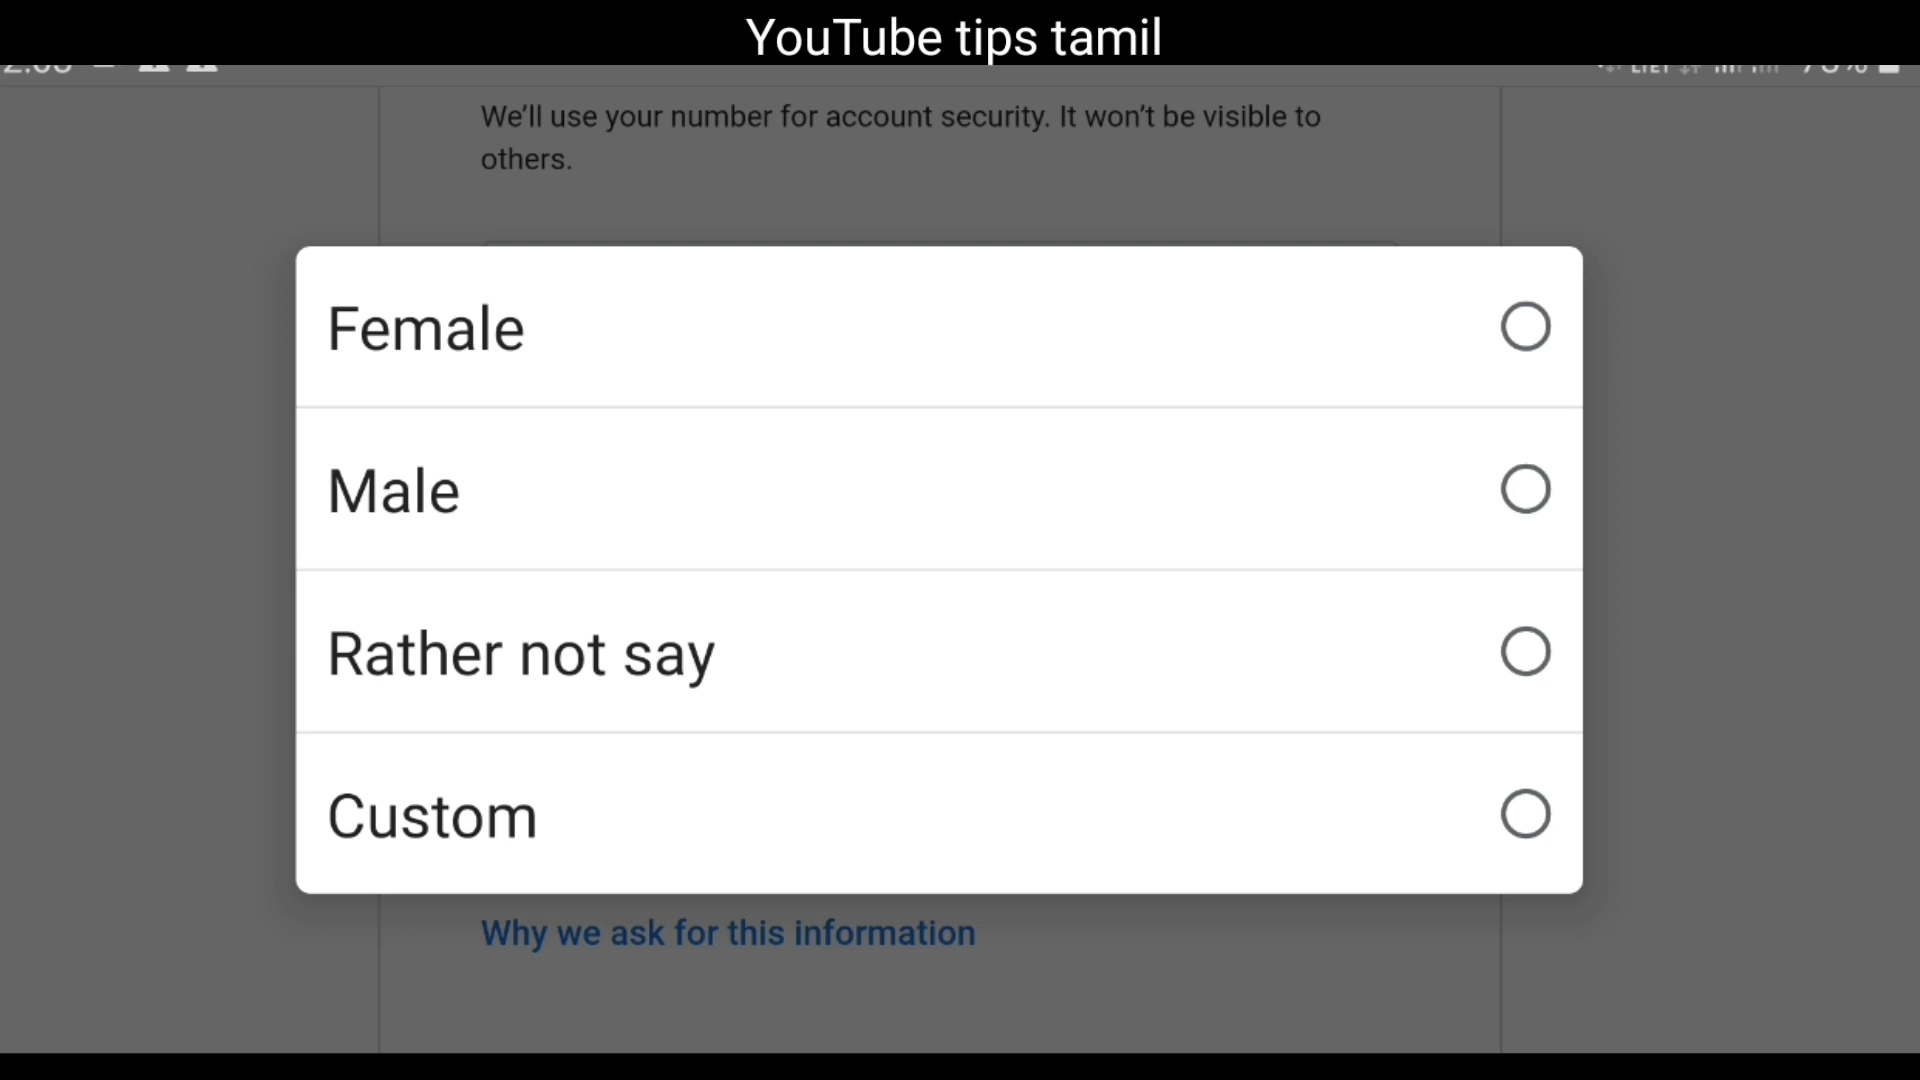 YouTube tips tamil
We’ll use your number for account security. It won’t be visible to
others.
Female
Male
Rather not say
Custom
Why we ask for this information